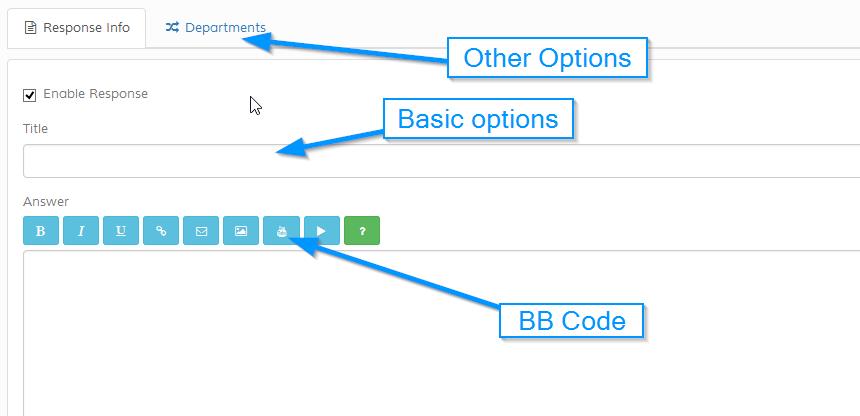 Response Info Departments
Other Options
Enable Response
Basic options
Title
Answer
B I U ?
BB Code